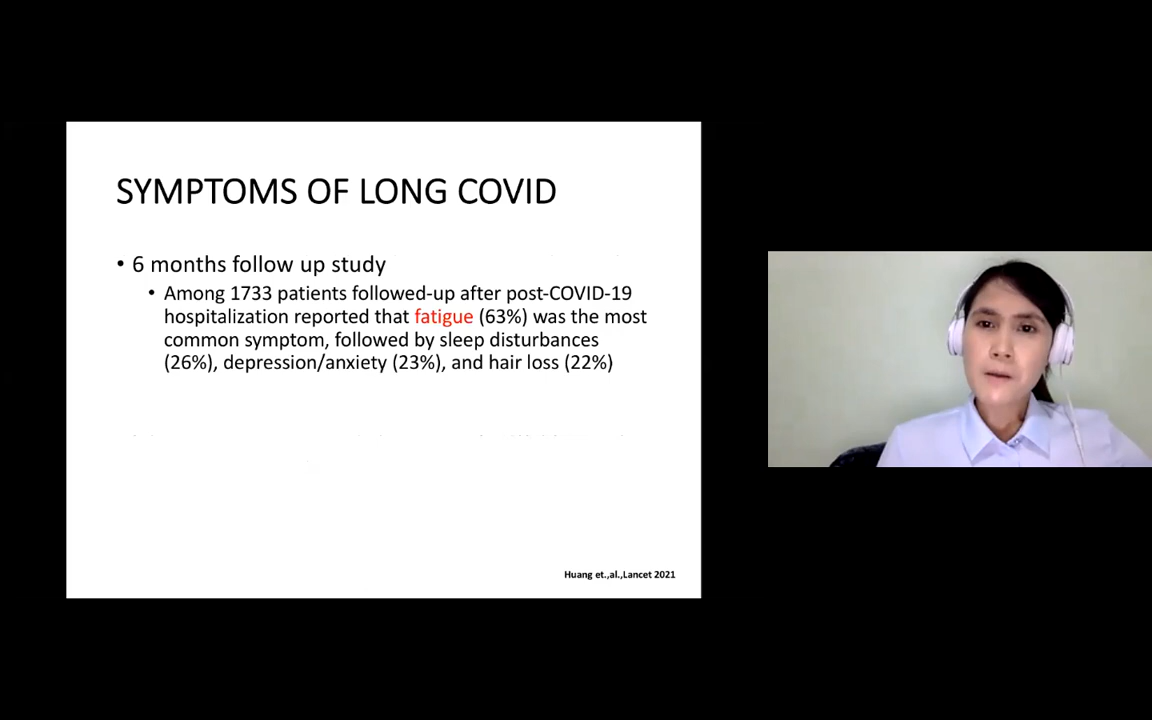 SYMPTOMS OF LONG COVID
• 6 months follow up study
• Among 1733 patients followed-up after post-COVID-19
hospitalization reported that fatigue (63%) was the most
common symptom, followed by sleep disturbances
(26%), depression/anxiety (23%), and hair loss (22%)
Huang et.,al.,Lancet 2021